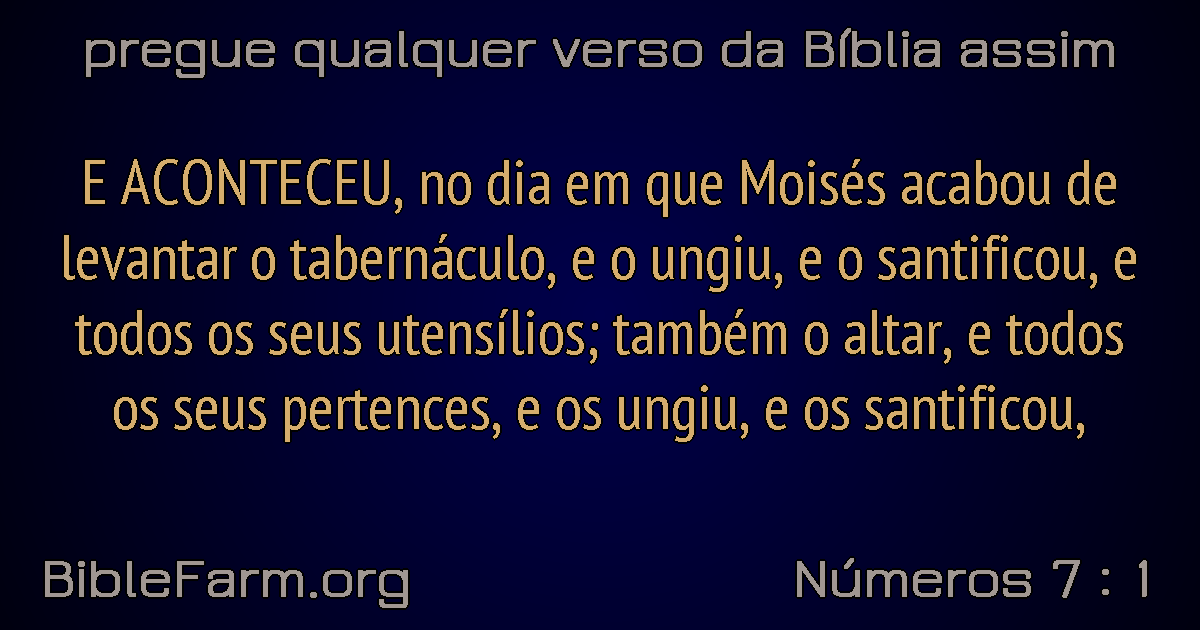 pregue qualquer verso da Bíblia assim
E ACONTECEU, no dia em que Moisés acabou de
levantar o tabernáculo, e o ungiu, e o santificou, e
todos os seus utensílios; também o altar, e todos
os seus pertences, e os ungiu, e os santificou,
BibleFarm.org
Números 7 : 1